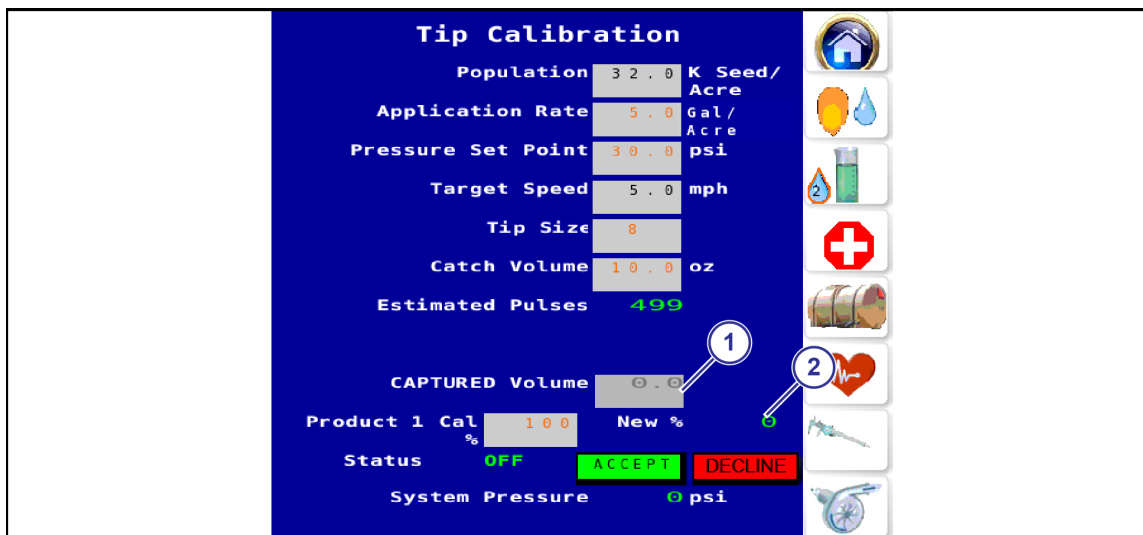 Tip Calibration
Population 32.0 K Seed/
Acre
Application Rate 5.0 Gal/
Acre
Pressure Set Point 30.0 psi
Target Speed 5.0 mph
Tip Size 8
2
Catch Volume 10.0 oz
Estimated Pulses 499
1
2
CAPTURED Volume 0.0
Product 1 Cal 100 New % 0
%
Status OFF ACCEPT DECLINE
System Pressure 0 psi